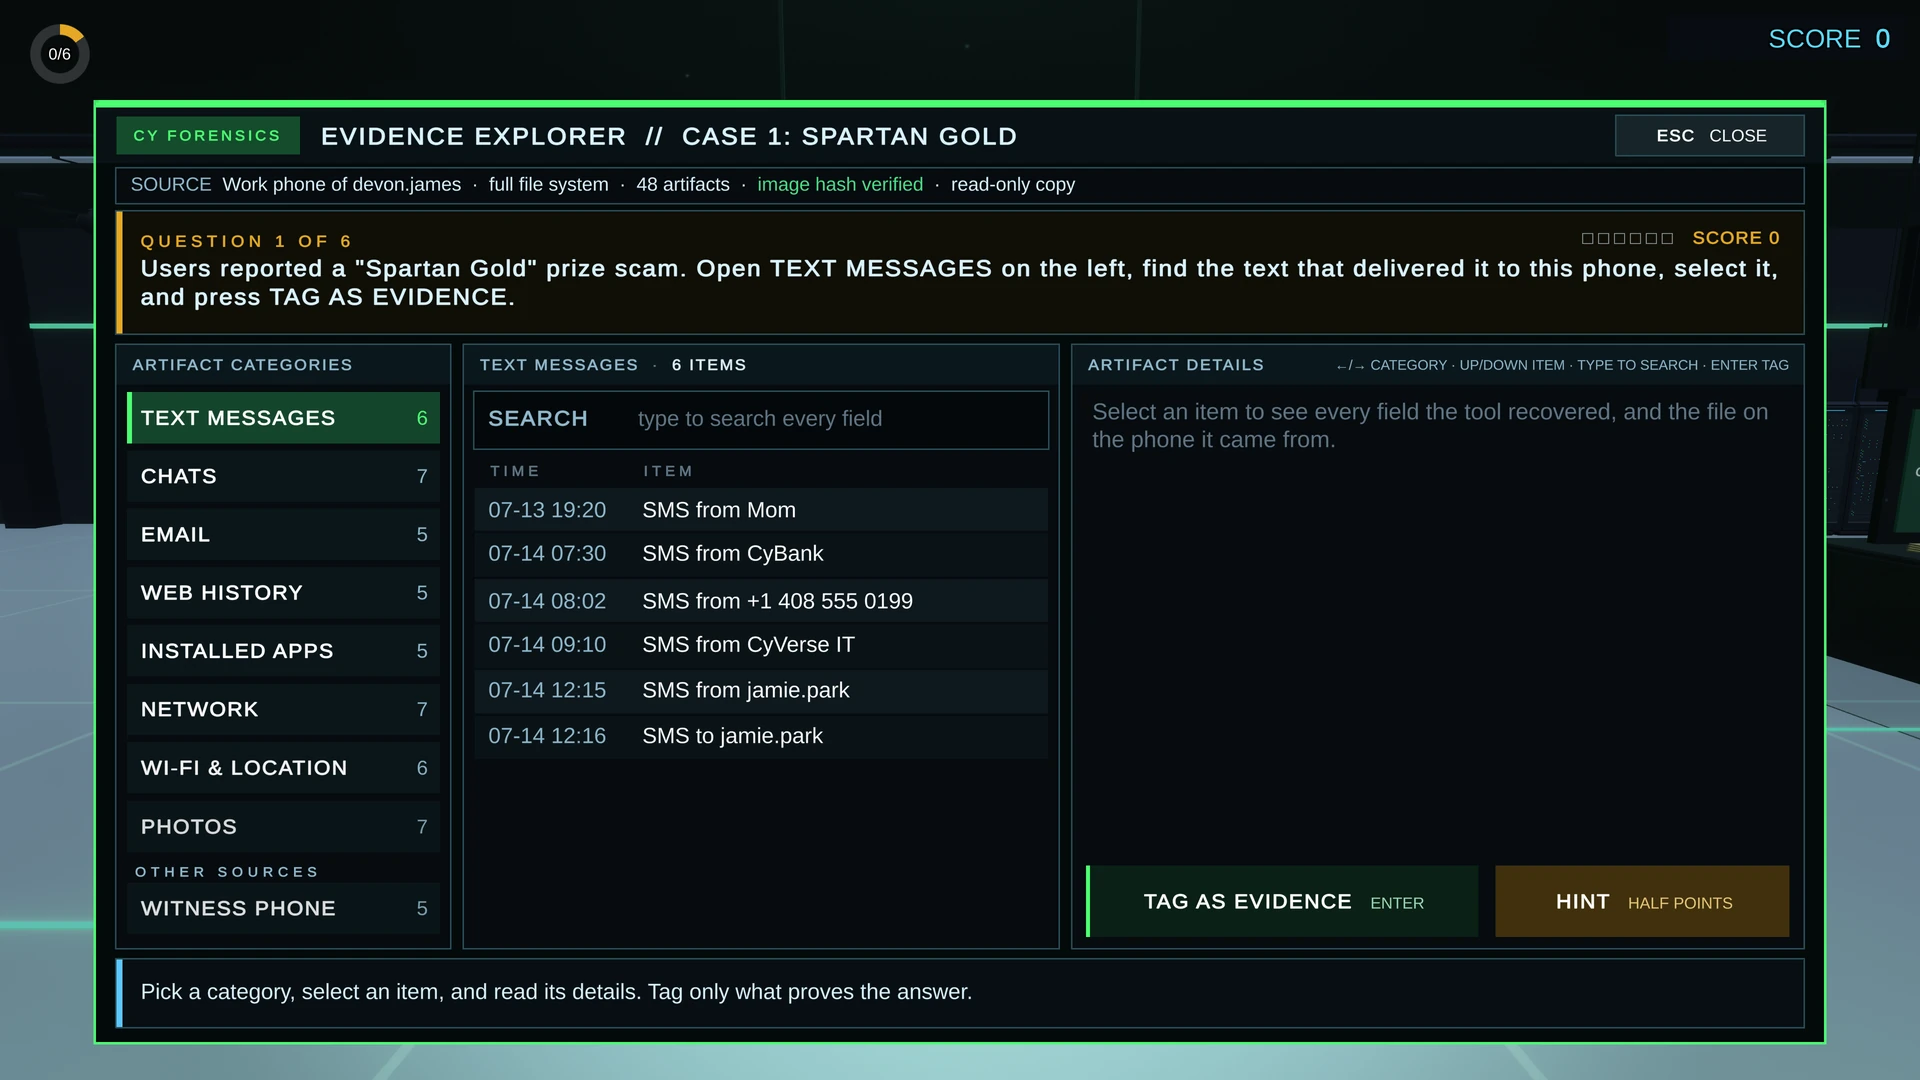 0/6
SCORE 0
CY FORENSICS
EVIDENCE EXPLORER // CASE 1: SPARTAN GOLD
ESC CLOSE
SOURCE Work phone of devon.james · full file system · 48 artifacts · image hash verified · read-only copy
QUESTION 1 OF 6
□□□□□□ SCORE 0
Users reported a "Spartan Gold" prize scam. Open TEXT MESSAGES on the left, find the text that delivered it to this phone, select it,
and press TAG AS EVIDENCE.
ARTIFACT CATEGORIES
TEXT MESSAGES 6
CHATS 7
EMAIL 5
WEB HISTORY 5
INSTALLED APPS 5
NETWORK 7
WI-FI & LOCATION 6
PHOTOS 7
OTHER SOURCES
WITNESS PHONE 5
TEXT MESSAGES · 6 ITEMS
SEARCH type to search every field
TIME ITEM
07-13 19:20 SMS from Mom
07-14 07:30 SMS from CyBank
07-14 08:02 SMS from +1 408 555 0199
07-14 09:10 SMS from CyVerse IT
07-14 12:15 SMS from jamie.park
07-14 12:16 SMS to jamie.park
ARTIFACT DETAILS
←/→ CATEGORY · UP/DOWN ITEM · TYPE TO SEARCH · ENTER TAG
Select an item to see every field the tool recovered, and the file on
the phone it came from.
TAG AS EVIDENCE ENTER
HINT HALF POINTS
Pick a category, select an item, and read its details. Tag only what proves the answer.